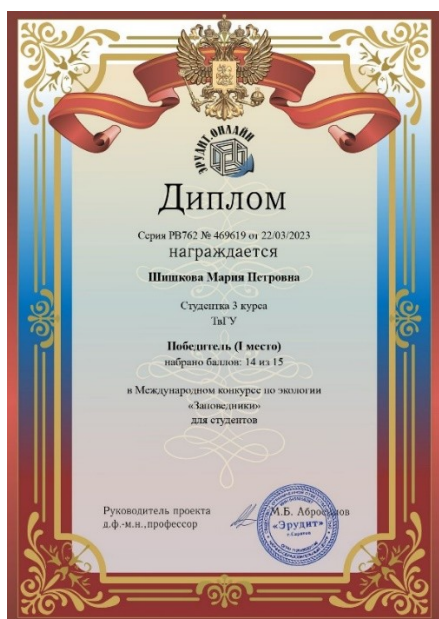 ЭРУДИТ.ОНЛАЙН
Диплом
Серия РВ762 № 469619 от 22/03/2023
награждается
Шишкова Мария Петровна
Студентка 3 курса
ТвГУ
Победитель (I место)
набрано баллов: 14 из 15
в Международном конкурсе по экологии
«Заповедники»
для студентов
Руководитель проекта
М.Б. Абросимов
д.ф.-м.н.,профессор
«Эрудит»
г.Саратов